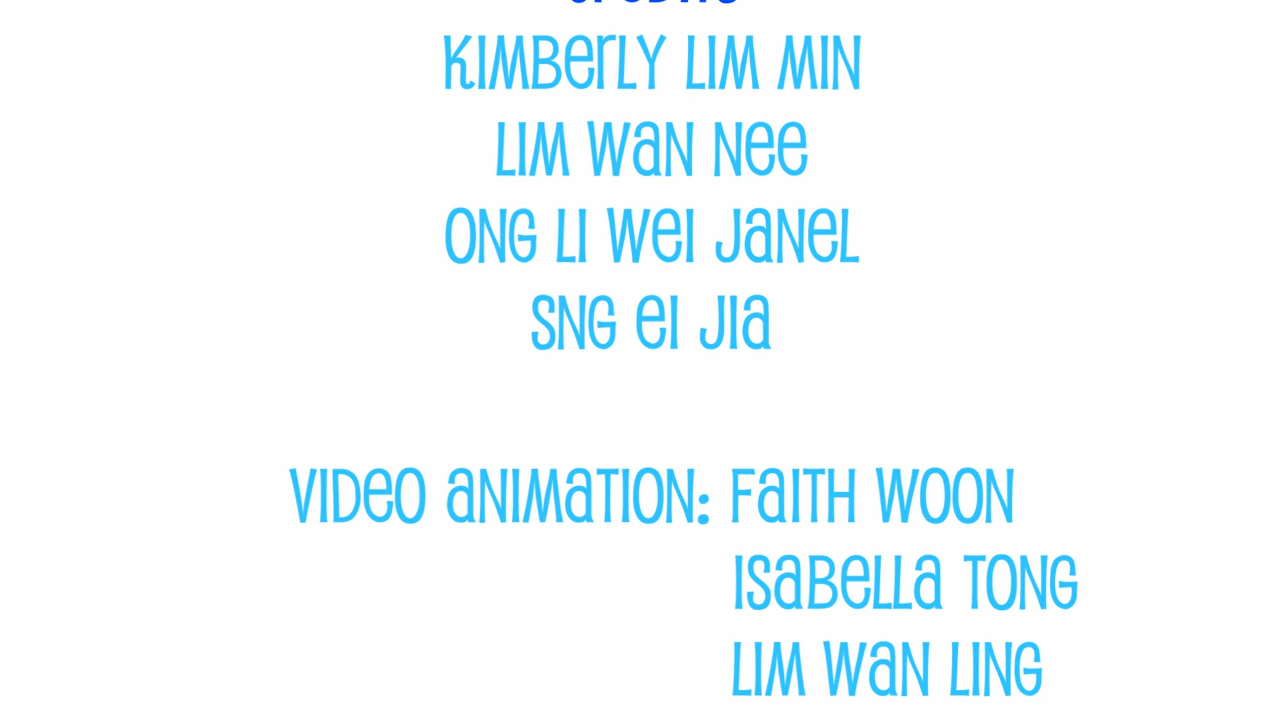 Kimberly Lim Min
Lim Wan Nee
Ong Li Wei Janel
Sng Ei Jia
Video Animation: Faith Woon
Isabella Tong
Lim Wan Ling